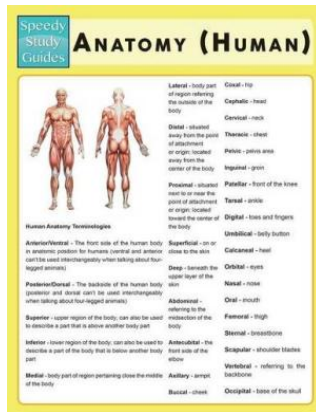 Speedy
Study
Guides
ANATOMY (HUMAN)
Human Anatomy Terminologies
Anterior/Ventral - The front side of the human body
in anatomic position for humans (ventral and anterior
can't be used interchangeably when talking about four-
legged animals)
Posterior/Dorsal - The backside of the human body
(posterior and dorsal can't be used interchangeably
when talking about four-legged animals)
Superior - upper region of the body; can also be used
to describe a part that is above another body part
Inferior - lower region of the body; can also be used to
describe a part of the body that is below another body
part
Medial - body part of region pertaining close the midline
of the body
Lateral - body part
of region referring
the outside of the
body
Distal - situated
away from the point
of attachment
or origin; located
away from the
center of the body
Proximal - situated
next to or near the
point of attachment
or origin; located
toward the center of
the body
Superficial - on or
close to the skin
Deep - beneath the
upper layer of the
skin
Abdominal -
referring to the
midsection of the
body
Antecubital - the
front side of the
elbow
Axillary - armpit
Buccal - cheek
Coxal - hip
Cephalic - head
Cervical - neck
Thoracic - chest
Pelvic - pelvis area
Inguinal - groin
Patellar - front of the knee
Tarsal - ankle
Digital - toes and fingers
Umbilical - belly button
Calcaneal - heel
Orbital - eyes
Nasal - nose
Oral - mouth
Femoral - thigh
Sternal - breastbone
Scapular - shoulder blades
Vertebral - referring to the
backbone
Occipital - base of the skull